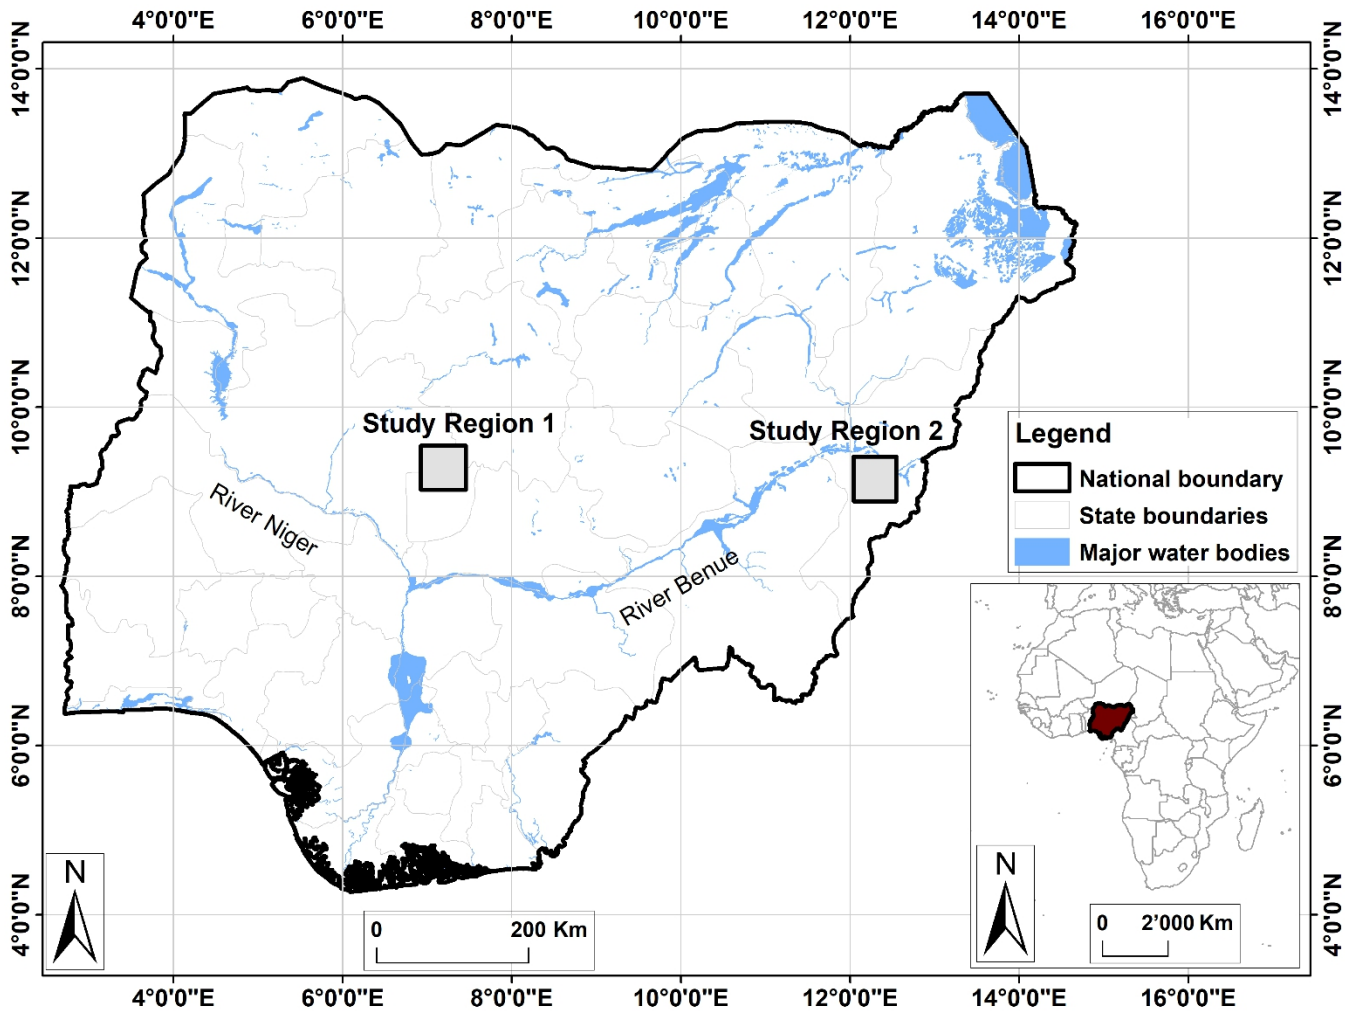 4°0'0"N 6°0'0"E 8°0'0"E 10°0'0"E 12°0'0"E 14°0'0"E 16°0'0"E
14°0'0"N
14°0'0"N
12°0'0"N
12°0'0"N
10°0'0"N
10°0'0"N
Study Region 1
Study Region 2
Legend
National boundary
State boundaries
Major water bodies
River Niger
River Benue
8°0'0"N
8°0'0"N
6°0'0"N
6°0'0"N
4°0'0"N
4°0'0"N
N
0 200 Km
N
0 2'000 Km
4°0'0"E 6°0'0"E 8°0'0"E 10°0'0"E 12°0'0"E 14°0'0"E 16°0'0"E